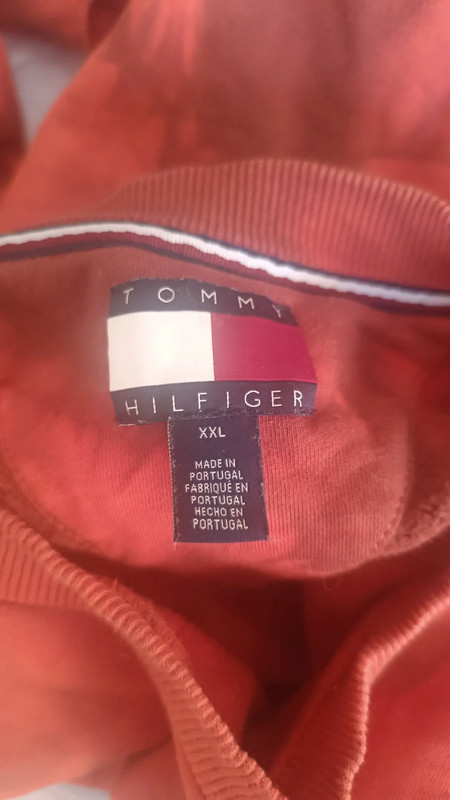 TOMMY
HILFIGER
XXL
MADE IN
PORTUGAL
FABRIQUÉ EN
PORTUGAL
HECHO EN
PORTUGAL